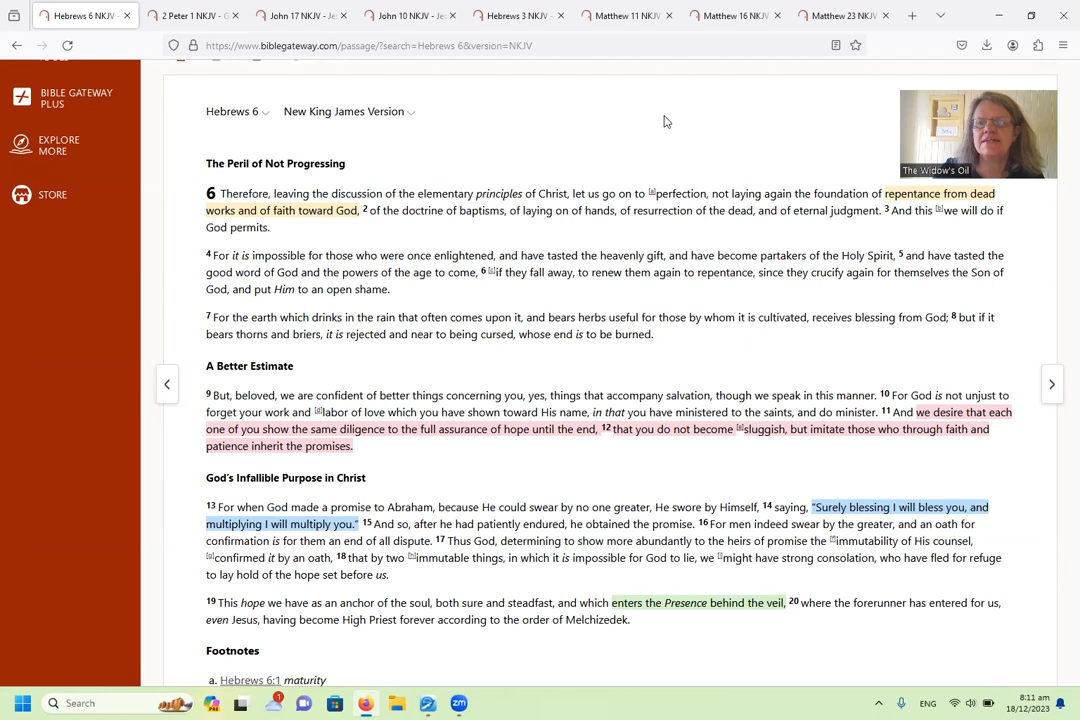 Hebrews 6 NKJV -
2 Peter 1 NKJV - G
John 17 NKJV - Je
John 10 NKJV - Je
Hebrews 3 NKJV -
Matthew 11 NKJV -
Matthew 16 NKJV -
Matthew 23 NKJV -
https://www.biblegateway.com/passage/?search=Hebrews 6&version=NKJV
BIBLE GATEWAY
PLUS
EXPLORE
MORE
STORE
Hebrews 6 New King James Version
The Widow's Oil
The Peril of Not Progressing
6 Therefore, leaving the discussion of the elementary principles of Christ, let us go on to [a]perfection, not laying again the foundation of repentance from dead
works and of faith toward God, 2 of the doctrine of baptisms, of laying on of hands, of resurrection of the dead, and of eternal judgment. 3 And this [b]we will do if
God permits.
4 For it is impossible for those who were once enlightened, and have tasted the heavenly gift, and have become partakers of the Holy Spirit, 5 and have tasted the
good word of God and the powers of the age to come, 6 [c]if they fall away, to renew them again to repentance, since they crucify again for themselves the Son of
God, and put Him to an open shame.
7 For the earth which drinks in the rain that often comes upon it, and bears herbs useful for those by whom it is cultivated, receives blessing from God; 8 but if it
bears thorns and briers, it is rejected and near to being cursed, whose end is to be burned.
A Better Estimate
9 But, beloved, we are confident of better things concerning you, yes, things that accompany salvation, though we speak in this manner. 10 For God is not unjust to
forget your work and [d]labor of love which you have shown toward His name, in that you have ministered to the saints, and do minister. 11 And we desire that each
one of you show the same diligence to the full assurance of hope until the end, 12 that you do not become [e]sluggish, but imitate those who through faith and
patience inherit the promises.
God's Infallible Purpose in Christ
13 For when God made a promise to Abraham, because He could swear by no one greater, He swore by Himself, 14 saying, "Surely blessing I will bless you, and
multiplying I will multiply you." 15 And so, after he had patiently endured, he obtained the promise. 16 For men indeed swear by the greater, and an oath for
confirmation is for them an end of all dispute. 17 Thus God, determining to show more abundantly to the heirs of promise the [f]immutability of His counsel,
[g]confirmed it by an oath, 18 that by two [h]immutable things, in which it is impossible for God to lie, we [i]might have strong consolation, who have fled for refuge
to lay hold of the hope set before us.
19 This hope we have as an anchor of the soul, both sure and steadfast, and which enters the Presence behind the veil, 20 where the forerunner has entered for us,
even Jesus, having become High Priest forever according to the order of Melchizedek.
Footnotes
a. Hebrews 6:1 maturity
Search
1
ENG
8:11 am
18/12/2023